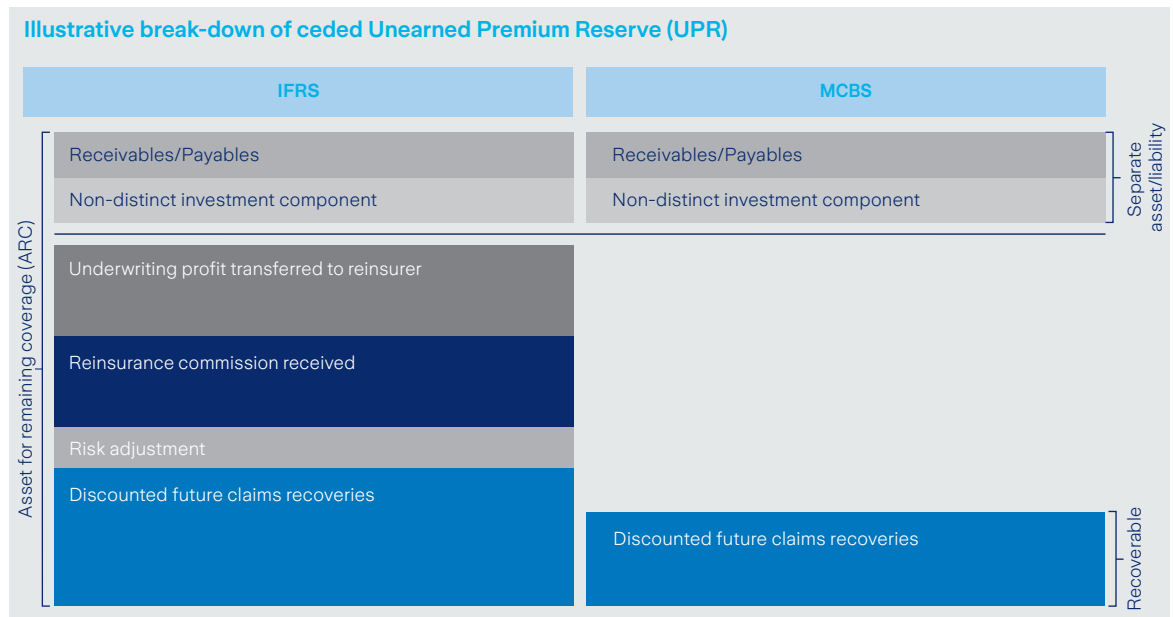 Illustrative break-down of ceded Unearned Premium Reserve (UPR)
IFRS
MCBS
Asset for remaining coverage (ARC)
Receivables/Payables
Non-distinct investment component
Underwriting profit transferred to reinsurer
Reinsurance commission received
Risk adjustment
Discounted future claims recoveries
Receivables/Payables
Non-distinct investment component
Discounted future claims recoveries
Separate
asset/liability
Recoverable